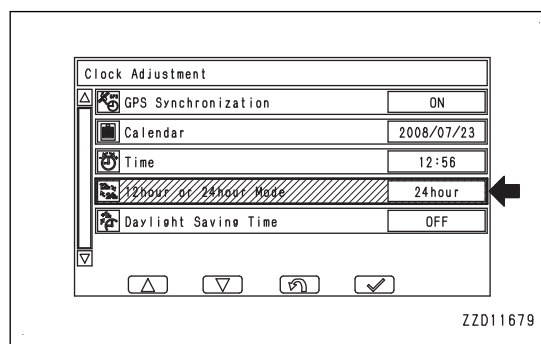 Clock Adjustment
GPS Synchronization ON
Calendar 2008/07/23
Time 12:56
12hour or 24hour Mode 24hour
Daylight Saving Time OFF
ZZD11679